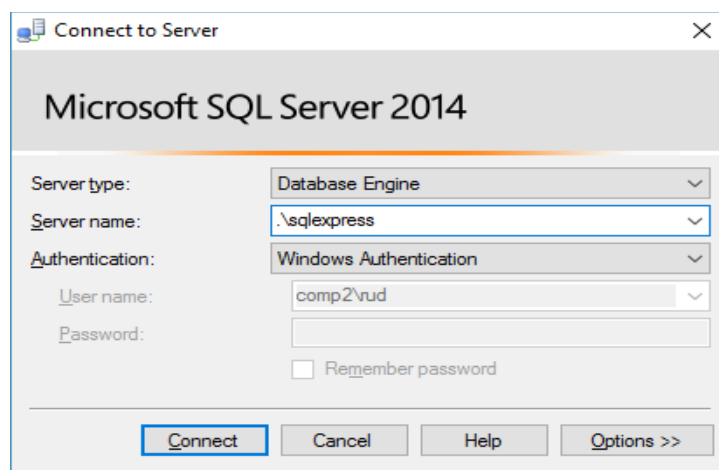 Connect to Server
Microsoft SQL Server 2014
Server type: Database Engine
Server name: .\sqlexpress
Authentication: Windows Authentication
User name: comp2\rud
Password:
Remember password
Connect Cancel Help Options >>